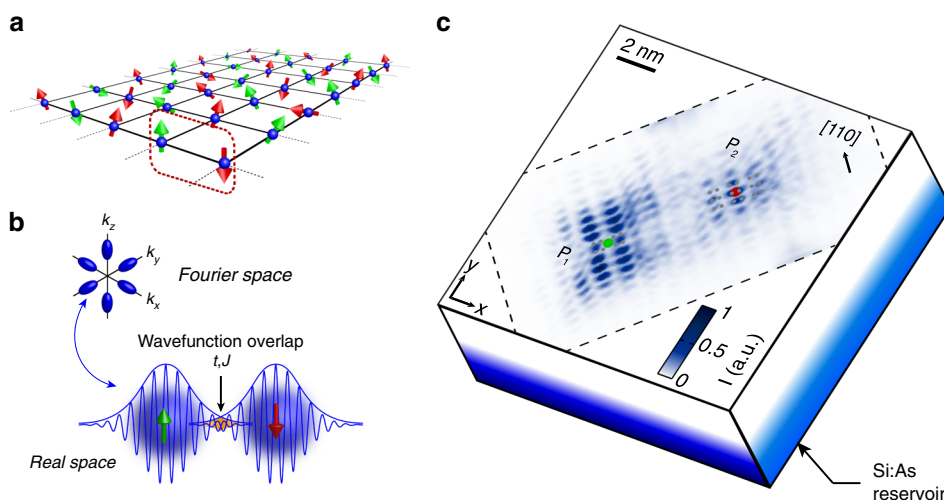 a
b
k_z
k_y
k_x
Fourier space
Wavefunction overlap
t,J
Real space
c
2 nm
[110]
P_2
P_1
y
x
1
0.5
0
I (a.u.)
Si:As
reservoir